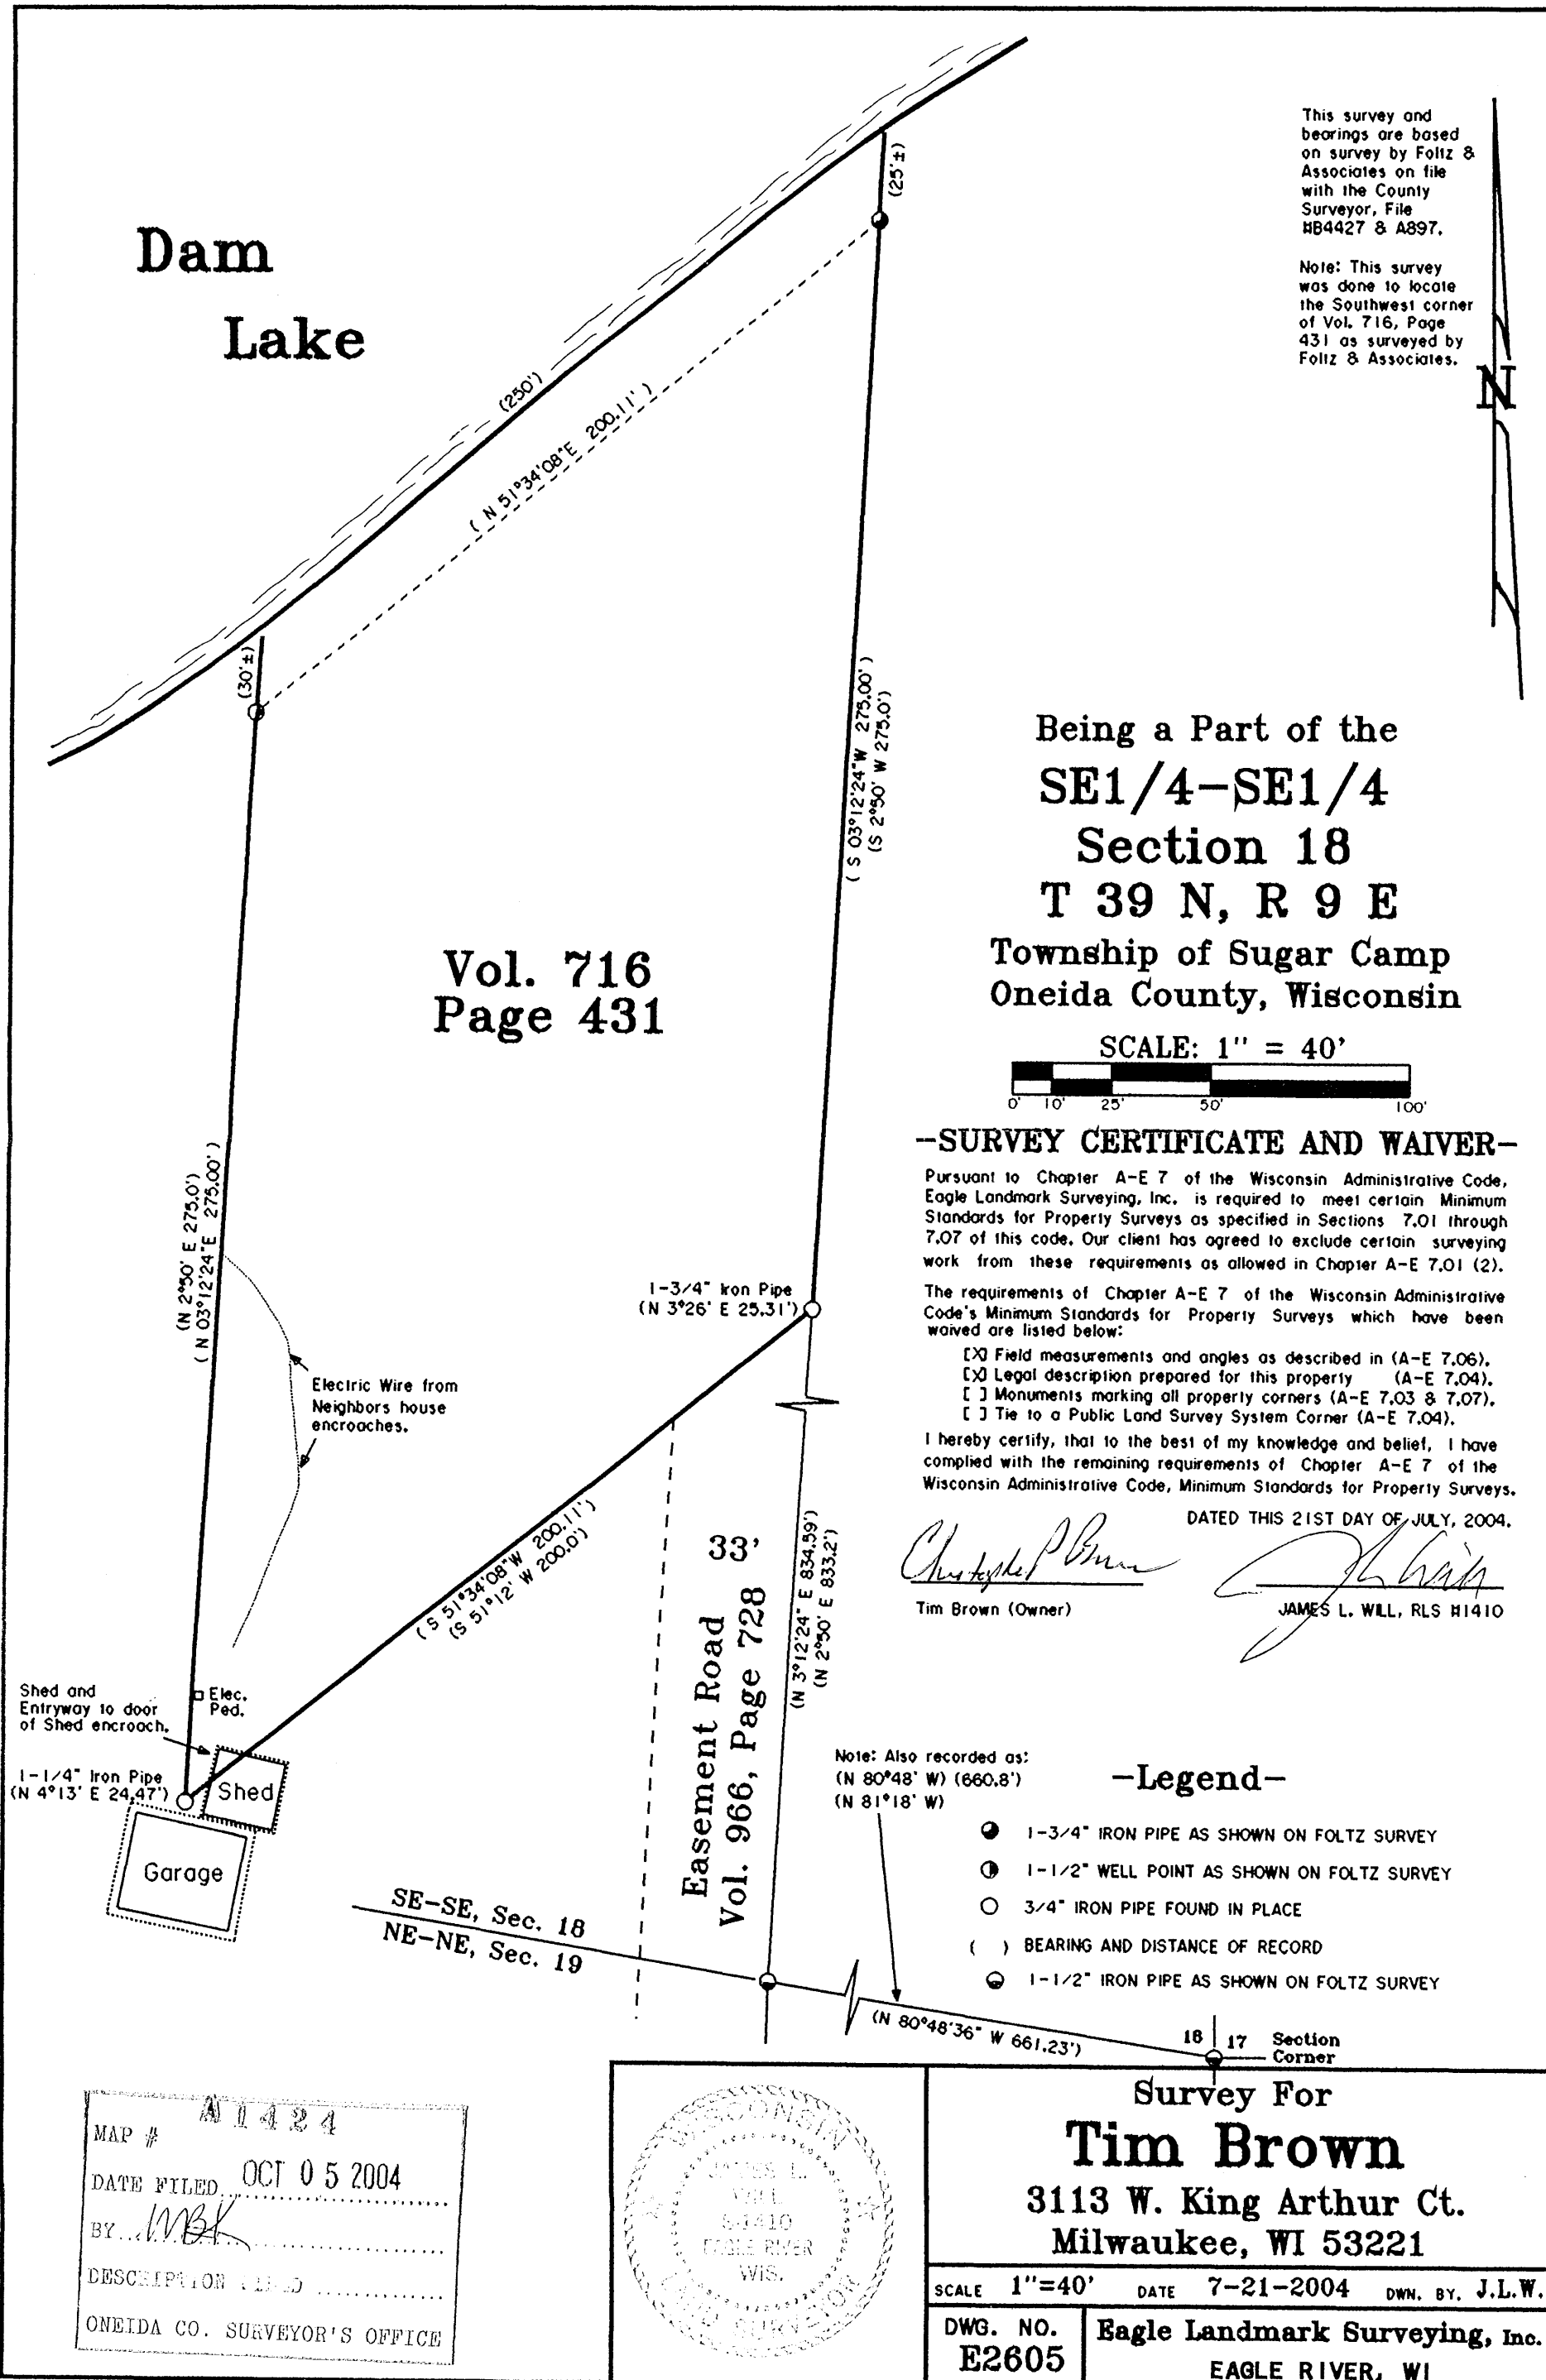 Dam
Lake
(250')
( N 51°34'08"E 200.11' )
(25'±)
(30'±)
This survey and
bearings are based
on survey by Foltz &
Associates on file
with the County
Surveyor, File
#B4427 & A897.
Note: This survey
was done to locate
the Southwest corner
of Vol. 716, Page
431 as surveyed by
Foltz & Associates.
N
( S 03°12'24"W 275.00' )
(S 2°50' W 275.0')
Being a Part of the
SE1/4-SE1/4
Section 18
T 39 N, R 9 E
Township of Sugar Camp
Oneida County, Wisconsin
SCALE: 1" = 40'
0' 10' 25' 50' 100'
Vol. 716
Page 431
(N 2°50' E 275.0')
( N 03°12'24"E 275.00' )
-SURVEY CERTIFICATE AND WAIVER-
Pursuant to Chapter A-E 7 of the Wisconsin Administrative Code,
Eagle Landmark Surveying, Inc. is required to meet certain Minimum
Standards for Property Surveys as specified in Sections 7.01 through
7.07 of this code. Our client has agreed to exclude certain surveying
work from these requirements as allowed in Chapter A-E 7.01 (2).
The requirements of Chapter A-E 7 of the Wisconsin Administrative
Code's Minimum Standards for Property Surveys which have been
waived are listed below:
[X] Field measurements and angles as described in (A-E 7.06).
[X] Legal description prepared for this property (A-E 7.04).
[ ] Monuments marking all property corners (A-E 7.03 & 7.07).
[ ] Tie to a Public Land Survey System Corner (A-E 7.04).
I hereby certify, that to the best of my knowledge and belief, I have
complied with the remaining requirements of Chapter A-E 7 of the
Wisconsin Administrative Code, Minimum Standards for Property Surveys.
DATED THIS 21ST DAY OF JULY, 2004.
Christopher P Brown
Tim Brown (Owner)
JAMES L. WILL, RLS #1410
1-3/4" Iron Pipe
(N 3°26' E 25.31')
Electric Wire from
Neighbors house
encroaches.
( S 51°34'08"W 200.11' )
(S 51°12' W 200.0')
33'
Easement Road
Vol. 966, Page 728
(N 3°12'24" E 834.59')
(N 2°50' E 833.2')
Shed and
Entryway to door
of Shed encroach.
Elec.
Ped.
1-1/4" Iron Pipe
(N 4°13' E 24.47')
Shed
Garage
SE-SE, Sec. 18
NE-NE, Sec. 19
Note: Also recorded as:
(N 80°48' W) (660.8')
(N 81°18' W)
(N 80°48'36" W 661.23')
-Legend-
1-3/4" IRON PIPE AS SHOWN ON FOLTZ SURVEY
1-1/2" WELL POINT AS SHOWN ON FOLTZ SURVEY
3/4" IRON PIPE FOUND IN PLACE
( ) BEARING AND DISTANCE OF RECORD
1-1/2" IRON PIPE AS SHOWN ON FOLTZ SURVEY
18 17 Section
Corner
A1424
MAP #
DATE FILED OCT 05 2004
BY MBK
DESCRIPTION FILED
ONEIDA CO. SURVEYOR'S OFFICE
WISCONSIN
JAMES L.
WILL
S-1410
EAGLE RIVER
WIS.
LAND SURVEYOR
Survey For
Tim Brown
3113 W. King Arthur Ct.
Milwaukee, WI 53221
SCALE 1"=40' DATE 7-21-2004 DWN. BY. J.L.W.
DWG. NO.
E2605
Eagle Landmark Surveying, Inc.
EAGLE RIVER, WI